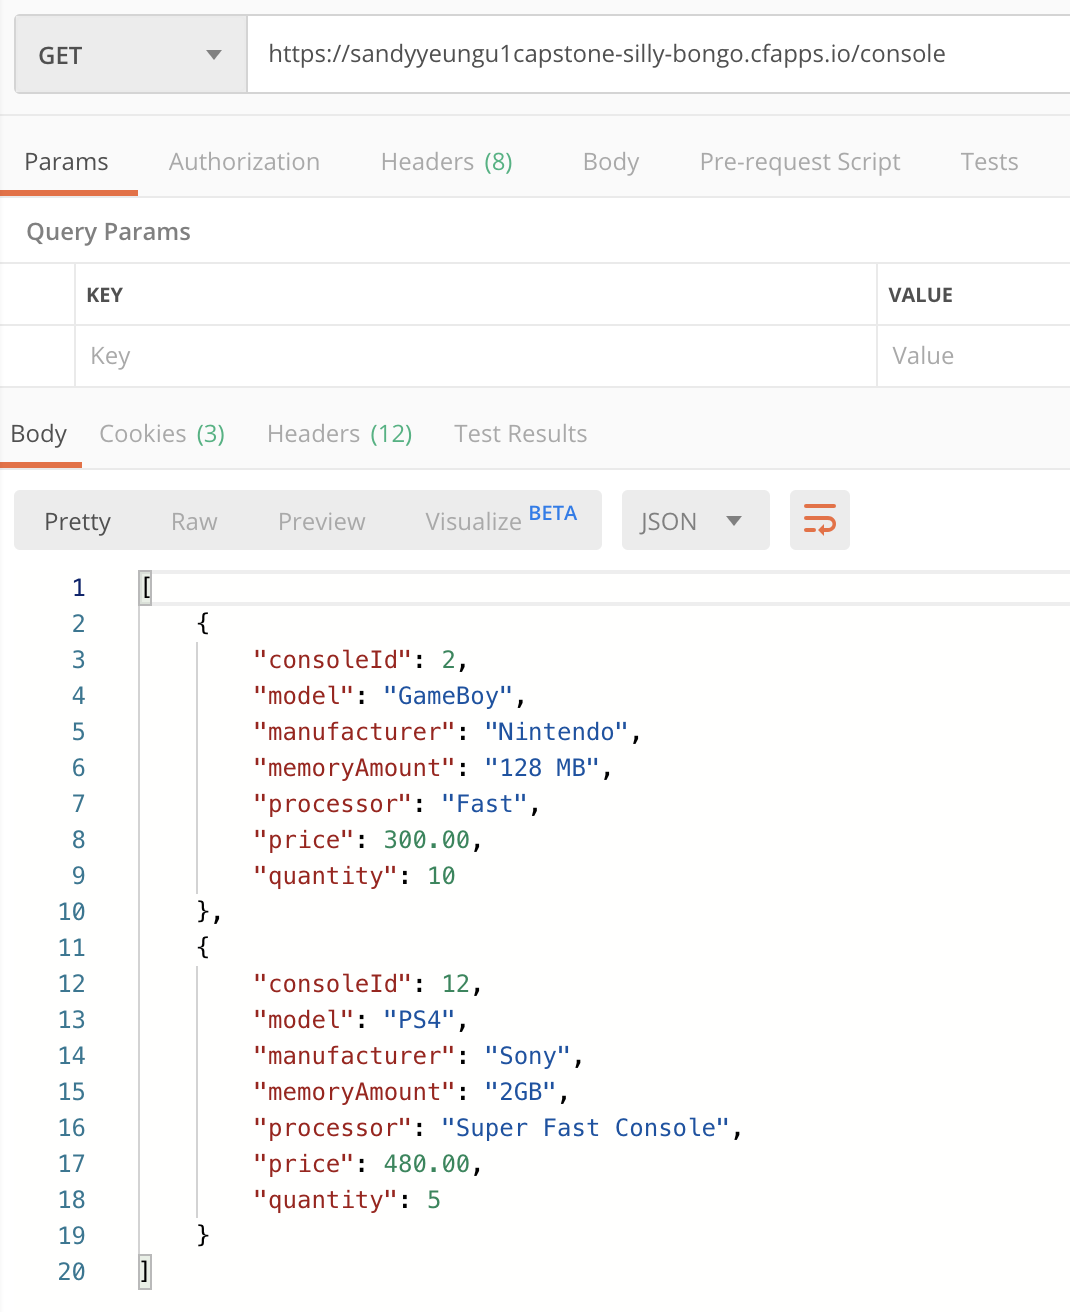 GET https://sandyyeungu1capstone-silly-bongo.cfapps.io/console
Params Authorization Headers (8) Body Pre-request Script Tests
Query Params
KEY VALUE
Key Value
Body Cookies (3) Headers (12) Test Results
Pretty Raw Preview Visualize BETA JSON
1 [
2 {
3 "consoleId": 2,
4 "model": "GameBoy",
5 "manufacturer": "Nintendo",
6 "memoryAmount": "128 MB",
7 "processor": "Fast",
8 "price": 300.00,
9 "quantity": 10
10 },
11 {
12 "consoleId": 12,
13 "model": "PS4",
14 "manufacturer": "Sony",
15 "memoryAmount": "2GB",
16 "processor": "Super Fast Console",
17 "price": 480.00,
18 "quantity": 5
19 }
20 ]